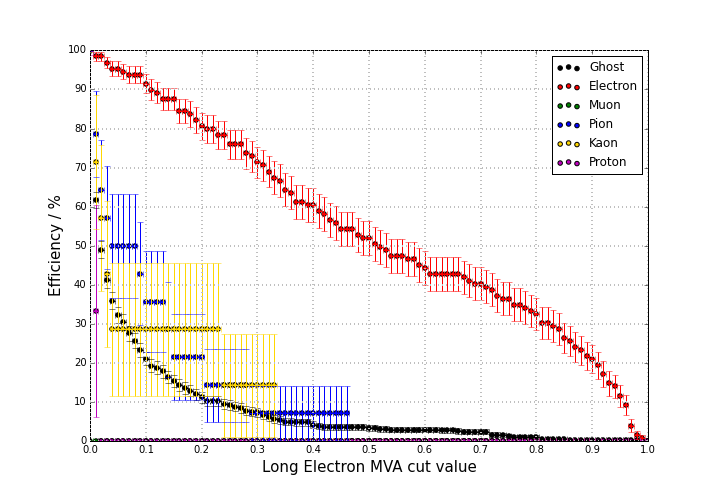 100
90
80
70
60
50
40
30
20
10
0
Efficiency / %
0.0 0.1 0.2 0.3 0.4 0.5 0.6 0.7 0.8 0.9 1.0
Long Electron MVA cut value
Ghost
Electron
Muon
Pion
Kaon
Proton